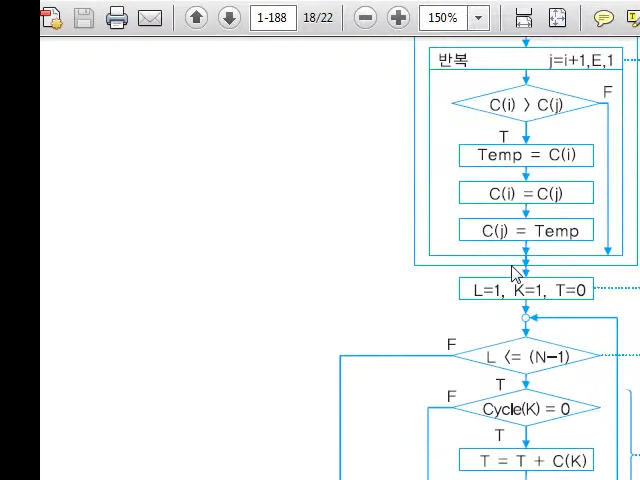 1-188 18/22 150%
반복 j=i+1,E,1
C(i) > C(j)
F
T
Temp = C(i)
C(i) =C(j)
C(j) = Temp
L=1, K=1, T=0
F
L <= (N-1)
T
F
Cycle(K) = 0
T
T = T + C(K)